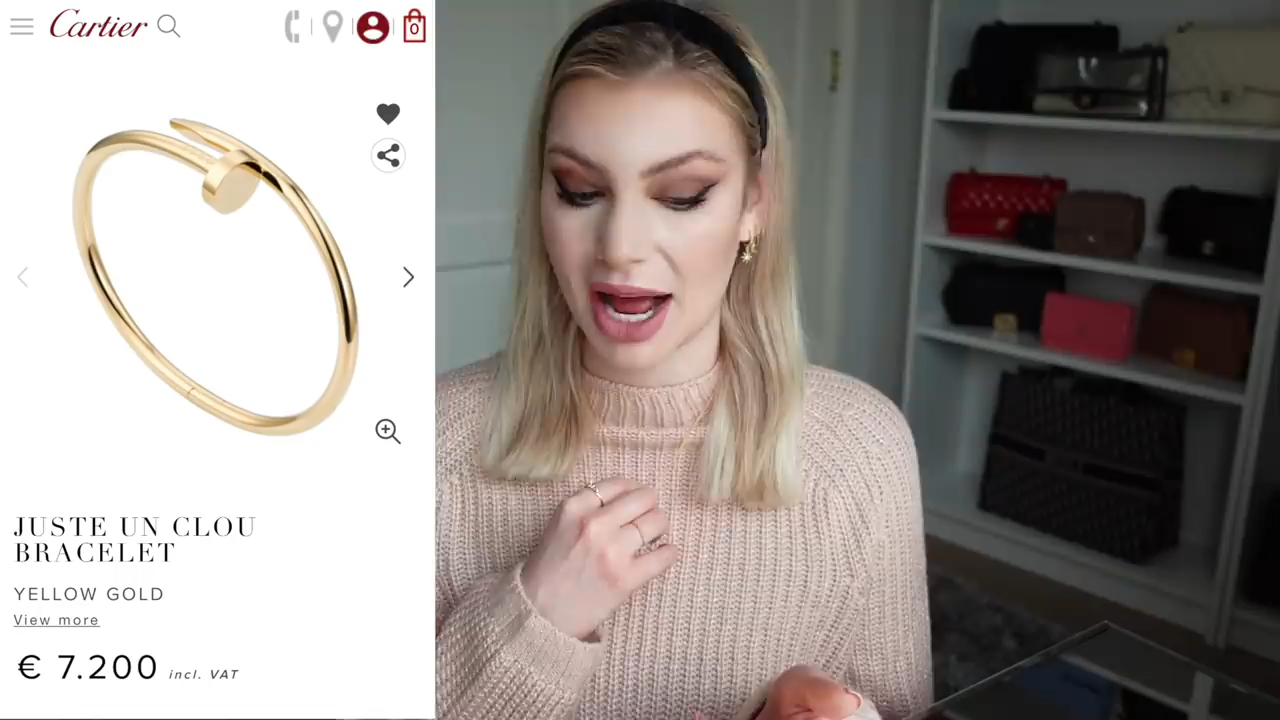 Cartier
0
JUSTE UN CLOU
BRACELET
YELLOW GOLD
View more
€ 7.200 incl. VAT